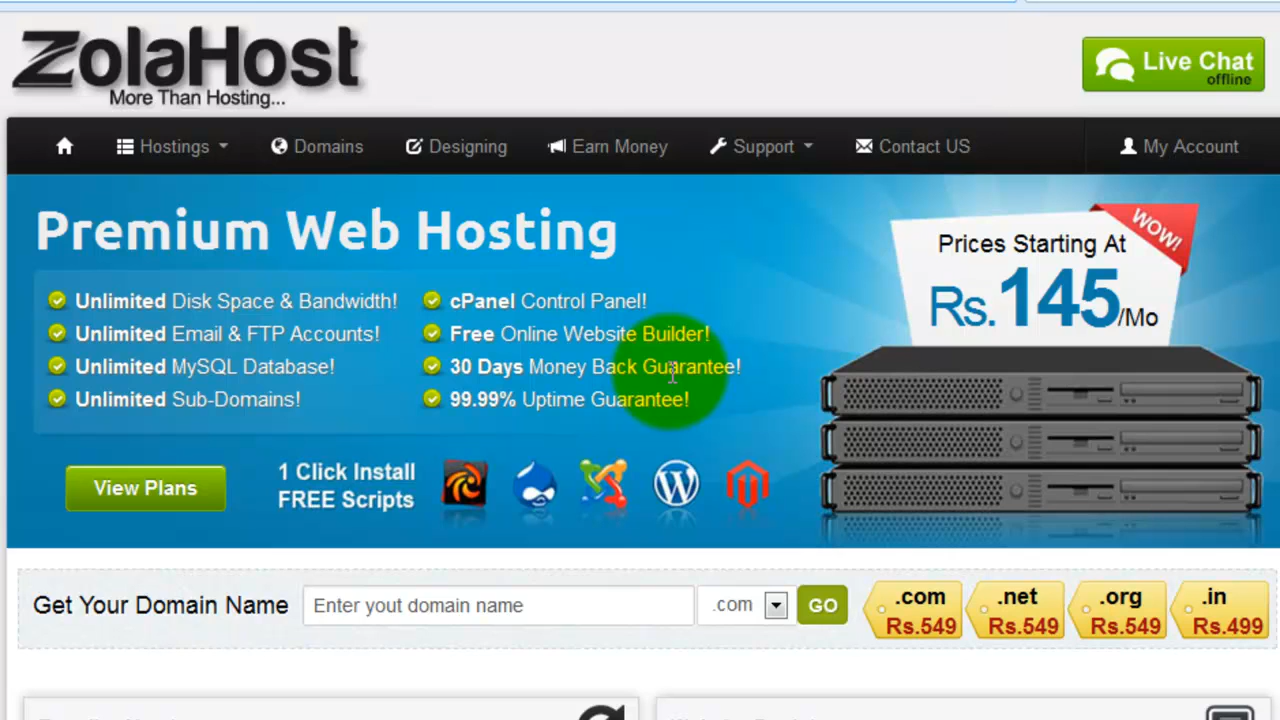 ZolaHost
More Than Hosting...
Live Chat
offline
Hostings
Domains
Designing
Earn Money
Support
Contact US
My Account
Premium Web Hosting
Unlimited Disk Space & Bandwidth!
Unlimited Email & FTP Accounts!
Unlimited MySQL Database!
Unlimited Sub-Domains!
cPanel Control Panel!
Free Online Website Builder!
30 Days Money Back Guarantee!
99.99% Uptime Guarantee!
WOW!
Prices Starting At
Rs.145/Mo
View Plans
1 Click Install
FREE Scripts
Get Your Domain Name
Enter yout domain name
.com
GO
.com
Rs.549
.net
Rs.549
.org
Rs.549
.in
Rs.499